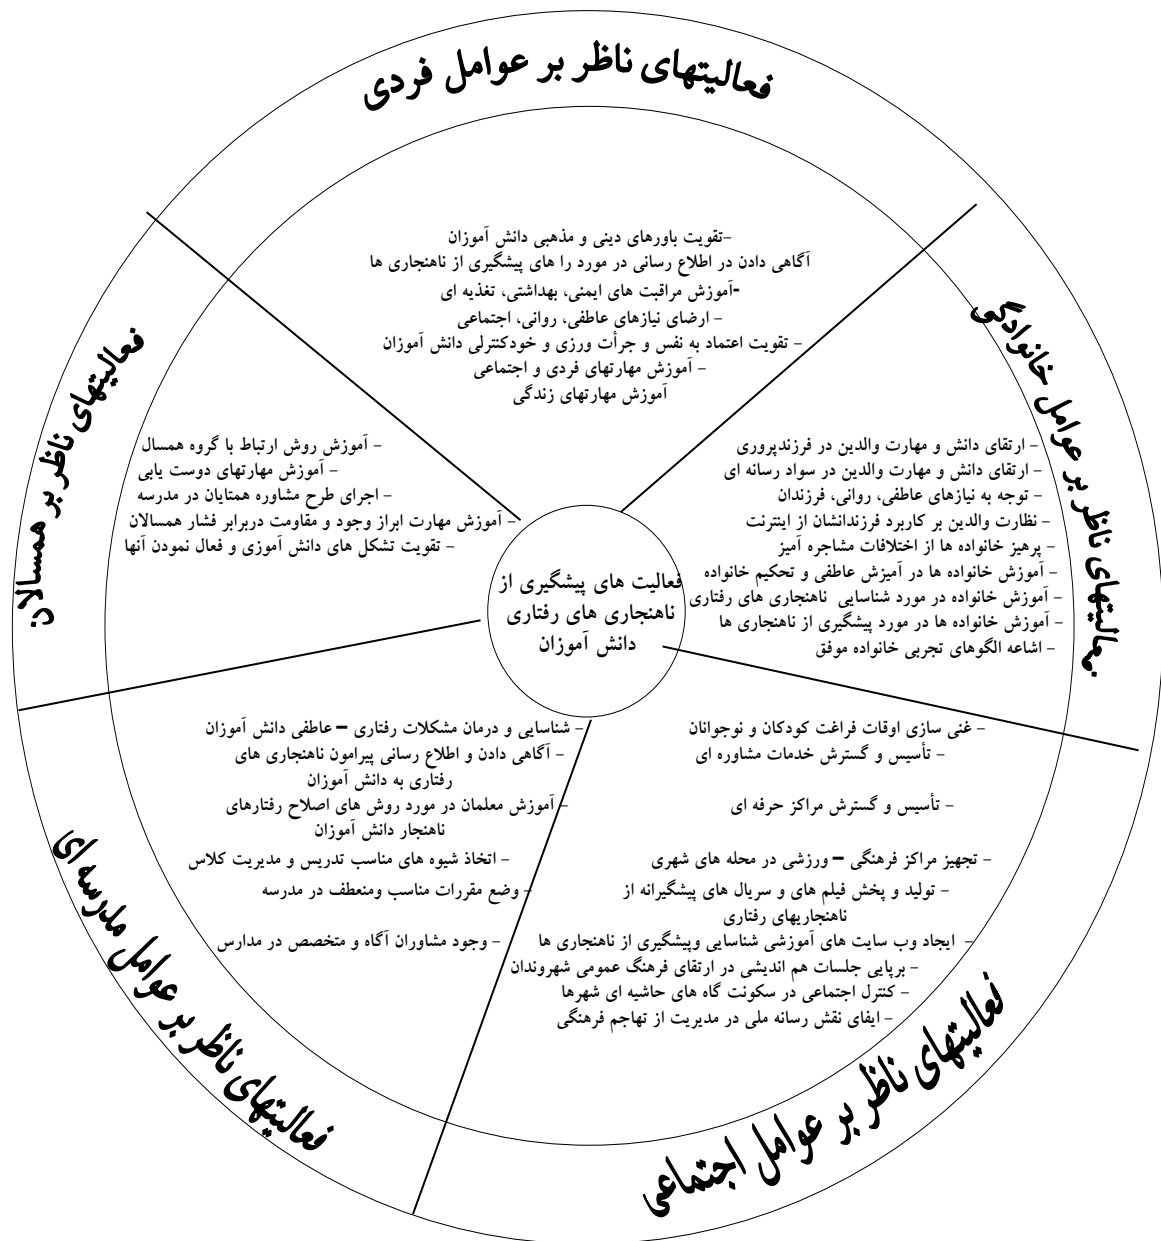 فعالیتهای ناظر بر عوامل فردی
-تقویت باورهای دینی و مذهبی دانش آموزان
آگاهی دادن در اطلاع رسانی در مورد را های پیشگیری از ناهنجاری ها
-آموزش مراقبت های ایمنی، بهداشتی، تغذیه ای
- ارضای نیازهای عاطفی، روانی، اجتماعی
- تقویت اعتماد به نفس و جرأت ورزی و خودکنترلی دانش آموزان
- آموزش مهارتهای فردی و اجتماعی
آموزش مهارتهای زندگی
فعالیتهای ناظر بر عوامل خانوادگی
- ارتقای دانش و مهارت والدین در فرزندپروری
- ارتقای دانش و مهارت والدین در سواد رسانه ای
- توجه به نیازهای عاطفی، روانی، فرزندان
- نظارت والدین بر کاربرد فرزندانشان از اینترنت
- پرهیز خانواده ها از اختلافات مشاجره آمیز
- آموزش خانواده ها در آمیزش عاطفی و تحکیم خانواده
- آموزش خانواده در مورد شناسایی ناهنجاری های رفتاری
- آموزش خانواده ها در مورد پیشگیری از ناهنجاری ها
- اشاعه الگوهای تجربی خانواده موفق
فعالیتهای ناظر بر همسالان
- آموزش روش ارتباط با گروه همسال
- آموزش مهارتهای دوست یابی
- اجرای طرح مشاوره همتایان در مدرسه
- آموزش مهارت ابراز وجود و مقاومت دربرابر فشار همسالان
- تقویت تشکل های دانش آموزی و فعال نمودن آنها
فعالیت های پیشگیری از
ناهنجاری های رفتاری
دانش آموزان
- غنی سازی اوقات فراغت کودکان و نوجوانان
- تأسیس و گسترش خدمات مشاوره ای
- تأسیس و گسترش مراکز حرفه ای
- تجهیز مراکز فرهنگی – ورزشی در محله های شهری
- تولید و پخش فیلم های و سریال های پیشگیرانه از
ناهنجاریهای رفتاری
- ایجاد وب سایت های آموزشی شناسایی وپیشگیری از ناهنجاری ها
- برپایی جلسات هم اندیشی در ارتقای فرهنگ عمومی شهروندان
- کنترل اجتماعی در سکونت گاه های حاشیه ای شهرها
- ایفای نقش رسانه ملی در مدیریت از تهاجم فرهنگی
فعالیتهای ناظر بر عوامل اجتماعی
- شناسایی و درمان مشکلات رفتاری – عاطفی دانش آموزان
- آگاهی دادن و اطلاع رسانی پیرامون ناهنجاری های
رفتاری به دانش آموزان
- آموزش معلمان در مورد روش های اصلاح رفتارهای
ناهنجار دانش آموزان
- اتخاذ شیوه های مناسب تدریس و مدیریت کلاس
- وضع مقررات مناسب ومنعطف در مدرسه
- وجود مشاوران آگاه و متخصص در مدارس
فعالیتهای ناظر بر عوامل مدرسه ای